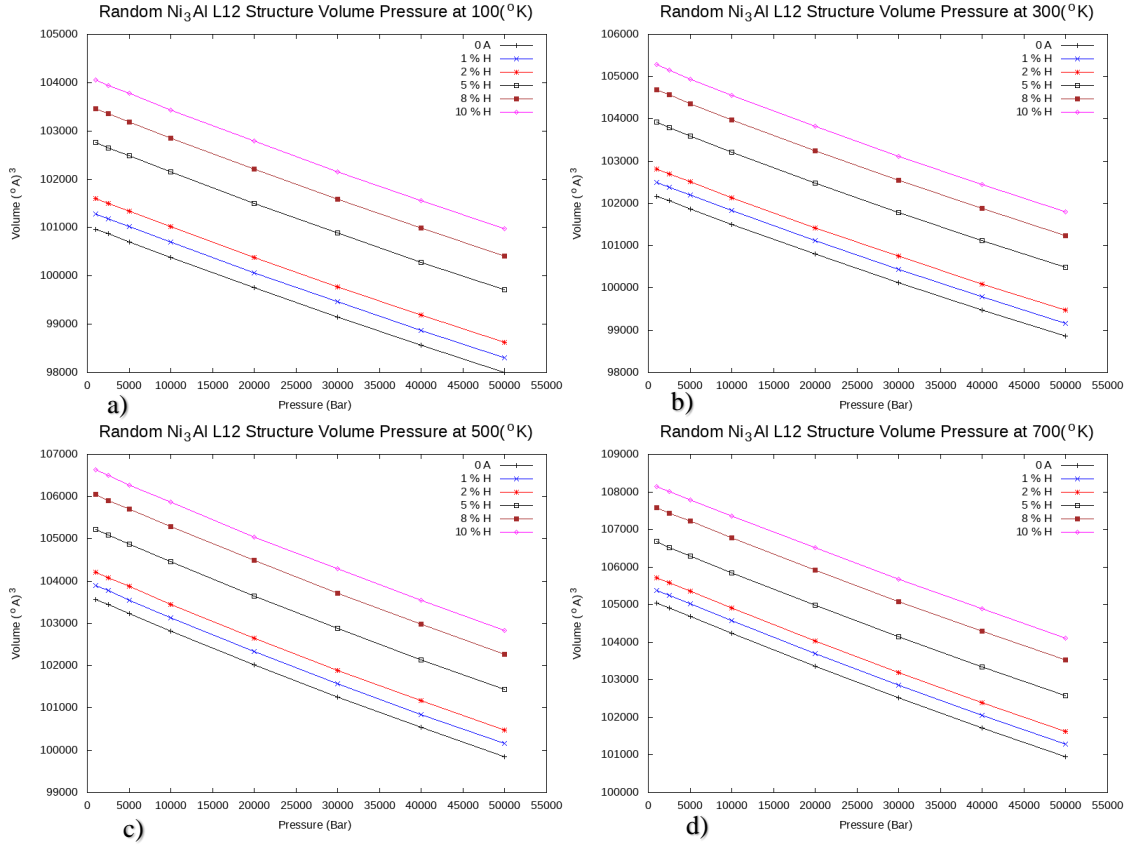 Random Ni₃Al L12 Structure Volume Pressure at 100(°K)
105000
104000
103000
102000
101000
100000
99000
98000
Volume (°A)³
0 A
1 % H
2 % H
5 % H
8 % H
10 % H
0 5000 10000 15000 20000 25000 30000 35000 40000 45000 50000 55000
Pressure (Bar)
a)
Random Ni₃Al L12 Structure Volume Pressure at 300(°K)
106000
105000
104000
103000
102000
101000
100000
99000
98000
Volume (°A)³
0 A
1 % H
2 % H
5 % H
8 % H
10 % H
0 5000 10000 15000 20000 25000 30000 35000 40000 45000 50000 55000
Pressure (Bar)
b)
Random Ni₃Al L12 Structure Volume Pressure at 500(°K)
107000
106000
105000
104000
103000
102000
101000
100000
99000
Volume (°A)³
0 A
1 % H
2 % H
5 % H
8 % H
10 % H
0 5000 10000 15000 20000 25000 30000 35000 40000 45000 50000 55000
Pressure (Bar)
c)
Random Ni₃Al L12 Structure Volume Pressure at 700(°K)
109000
108000
107000
106000
105000
104000
103000
102000
101000
100000
Volume (°A)³
0 A
1 % H
2 % H
5 % H
8 % H
10 % H
0 5000 10000 15000 20000 25000 30000 35000 40000 45000 50000 55000
Pressure (Bar)
d)